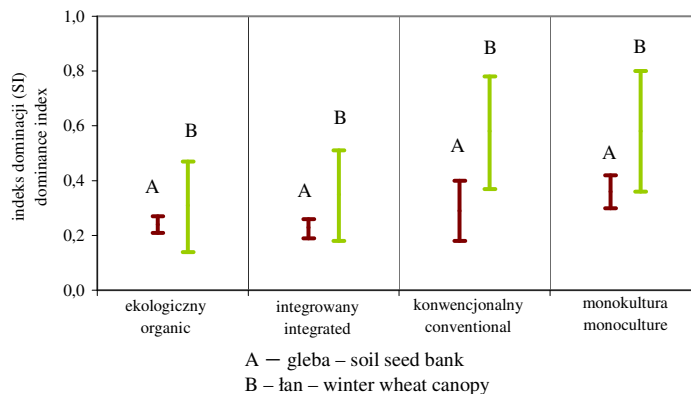 indeks dominacji (SI)
dominance index
1,0
0,8
0,6
0,4
0,2
0,0
A
B
A
B
A
B
A
B
ekologiczny
organic
integrowany
integrated
konwencjonalny
conventional
monokultura
monoculture
A — gleba – soil seed bank
B – łan – winter wheat canopy